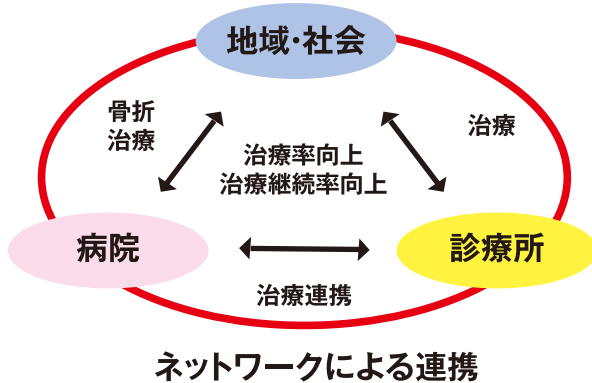 地域・社会
骨折
治療
治療
治療率向上
治療継続率向上
病院
診療所
治療連携
ネットワークによる連携